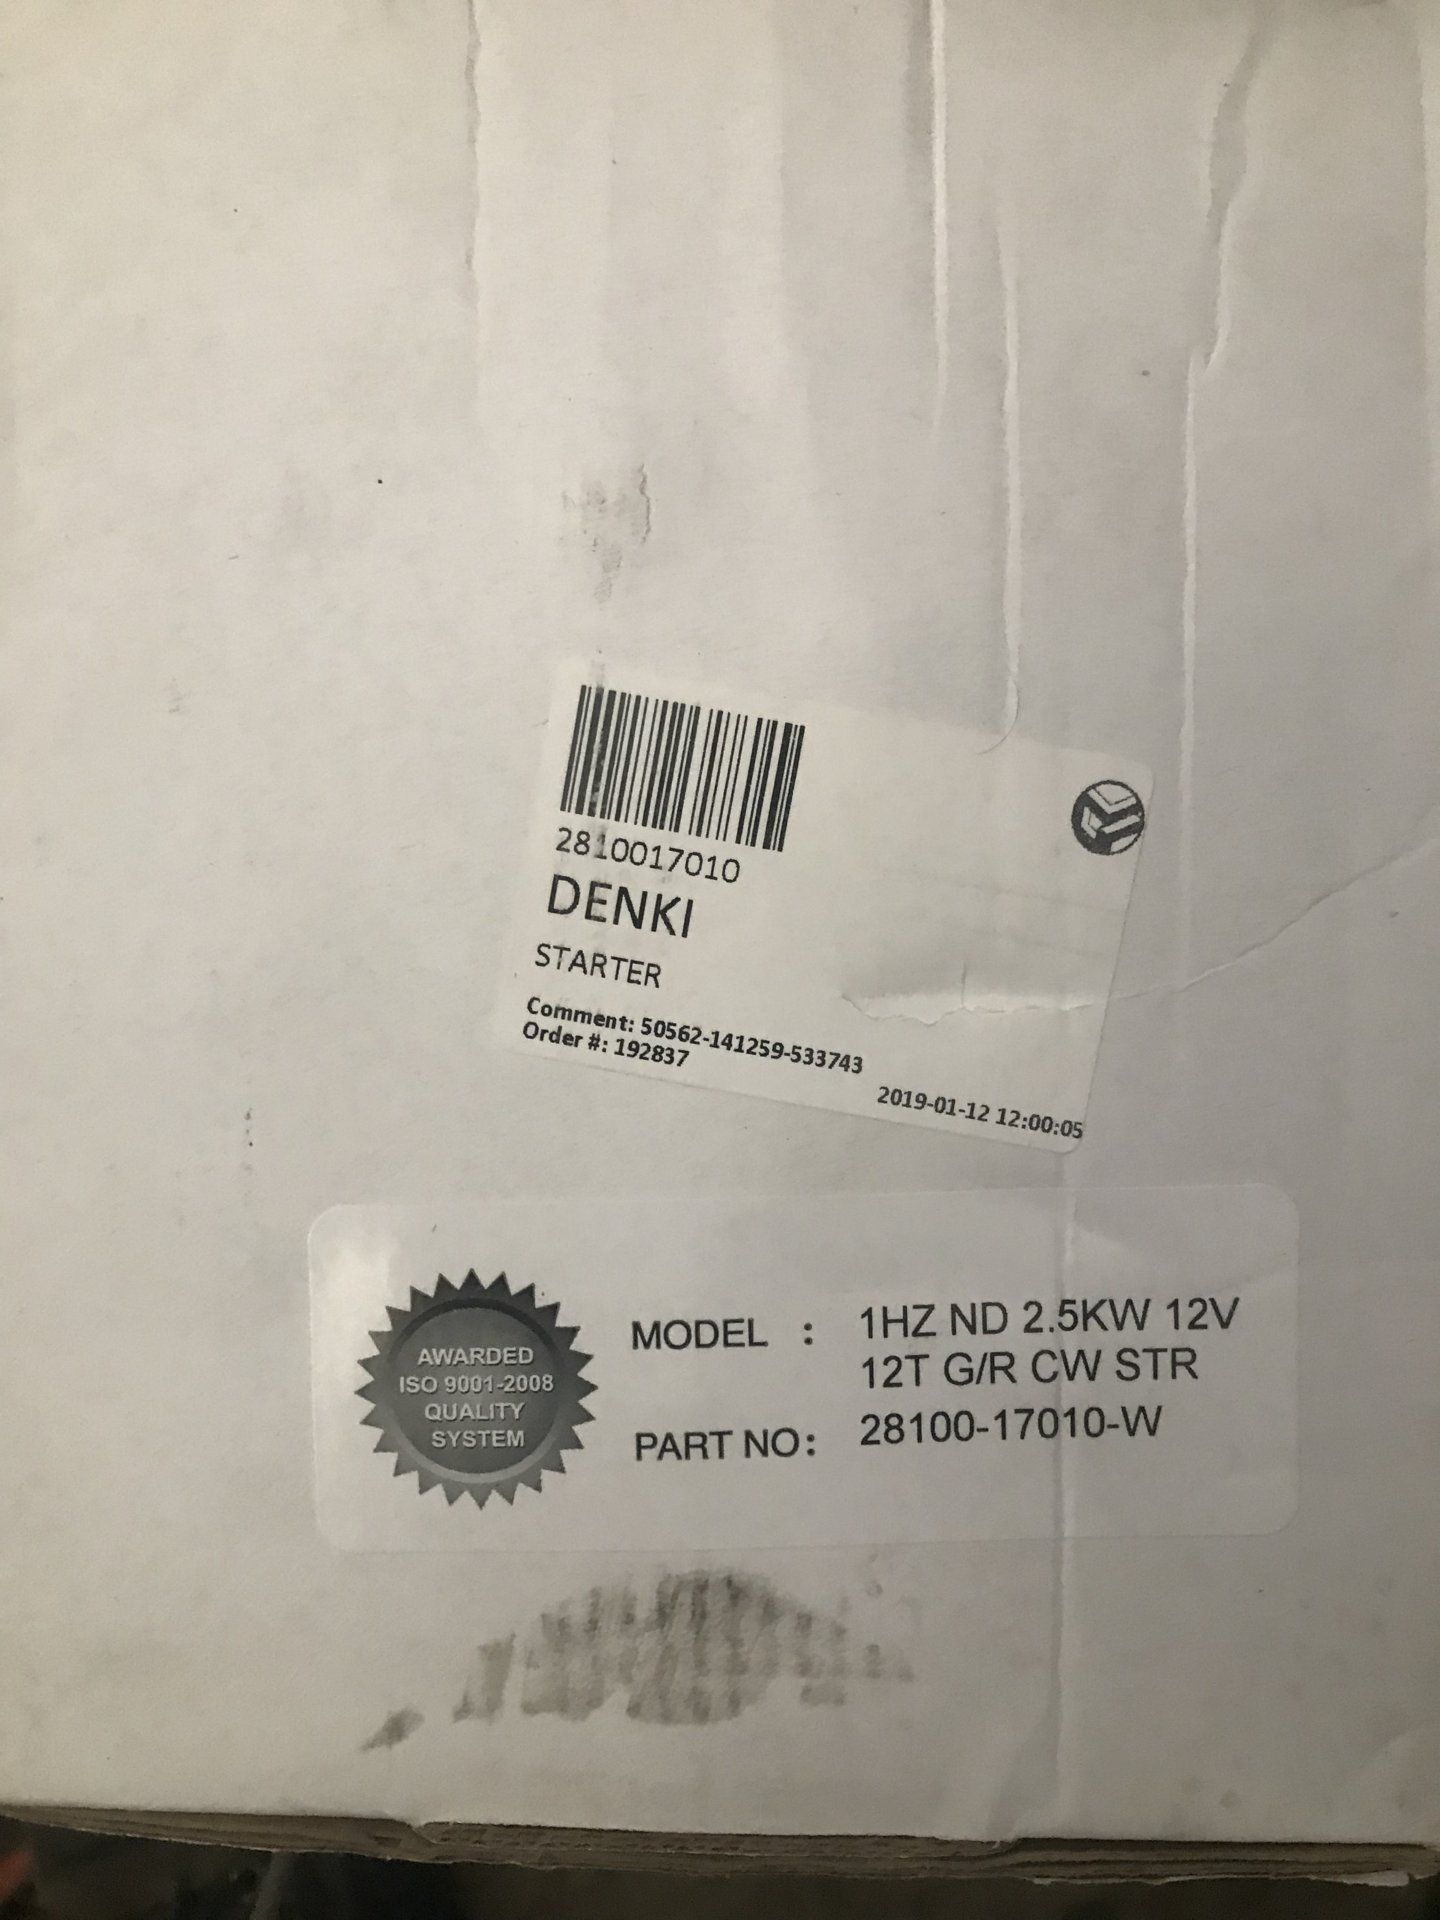 2810017010
DENKI
STARTER
Comment: 50562-141259-533743
Order #: 192837
2019-01-12 12:00:05
AWARDED
ISO 9001-2008
QUALITY
SYSTEM
MODEL : 1HZ ND 2.5KW 12V
12T G/R CW STR
PART NO: 28100-17010-W